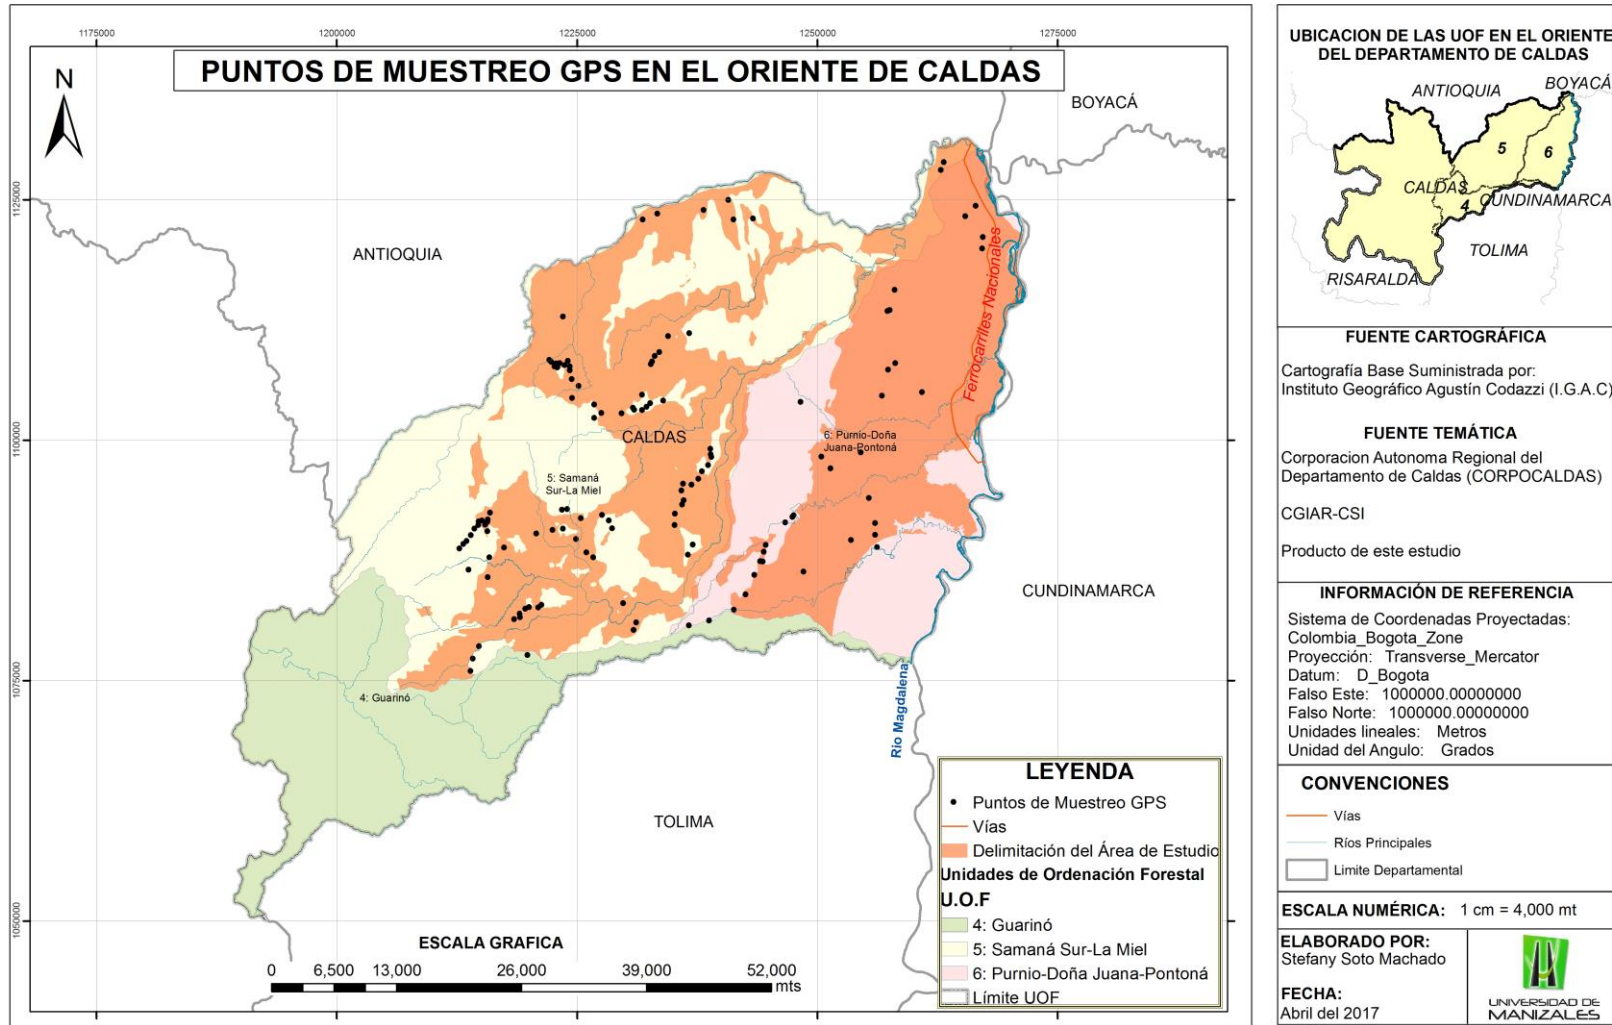 1175000
1200000
1225000
1250000
1275000
PUNTOS DE MUESTREO GPS EN EL ORIENTE DE CALDAS
N
BOYACÁ
1125000
ANTIOQUIA
Ferrocarriles Nacionales
1100000
CALDAS
6: Purnio-Doña
Juana-Pontoná
5: Samaná
Sur-La Miel
CUNDINAMARCA
1075000
4: Guarinó
Rio Magdalena
TOLIMA
1050000
ESCALA GRAFICA
0 6,500 13,000 26,000 39,000 52,000
mts
LEYENDA
Puntos de Muestreo GPS
Vías
Delimitación del Área de Estudio
Unidades de Ordenación Forestal
U.O.F
4: Guarinó
5: Samaná Sur-La Miel
6: Purnio-Doña Juana-Pontoná
Límite UOF
UBICACION DE LAS UOF EN EL ORIENTE
DEL DEPARTAMENTO DE CALDAS
ANTIOQUIA
BOYACÁ
5
6
CALDAS
4
CUNDINAMARCA
TOLIMA
RISARALDA
FUENTE CARTOGRÁFICA
Cartografía Base Suministrada por:
Instituto Geográfico Agustín Codazzi (I.G.A.C)
FUENTE TEMÁTICA
Corporacion Autonoma Regional del
Departamento de Caldas (CORPOCALDAS)
CGIAR-CSI
Producto de este estudio
INFORMACIÓN DE REFERENCIA
Sistema de Coordenadas Proyectadas:
Colombia_Bogota_Zone
Proyección: Transverse_Mercator
Datum: D_Bogota
Falso Este: 1000000.00000000
Falso Norte: 1000000.00000000
Unidades lineales: Metros
Unidad del Angulo: Grados
CONVENCIONES
Vías
Ríos Principales
Limite Departamental
ESCALA NUMÉRICA: 1 cm = 4,000 mt
ELABORADO POR:
Stefany Soto Machado
FECHA:
Abril del 2017
UNIVERSIDAD DE
MANIZALES